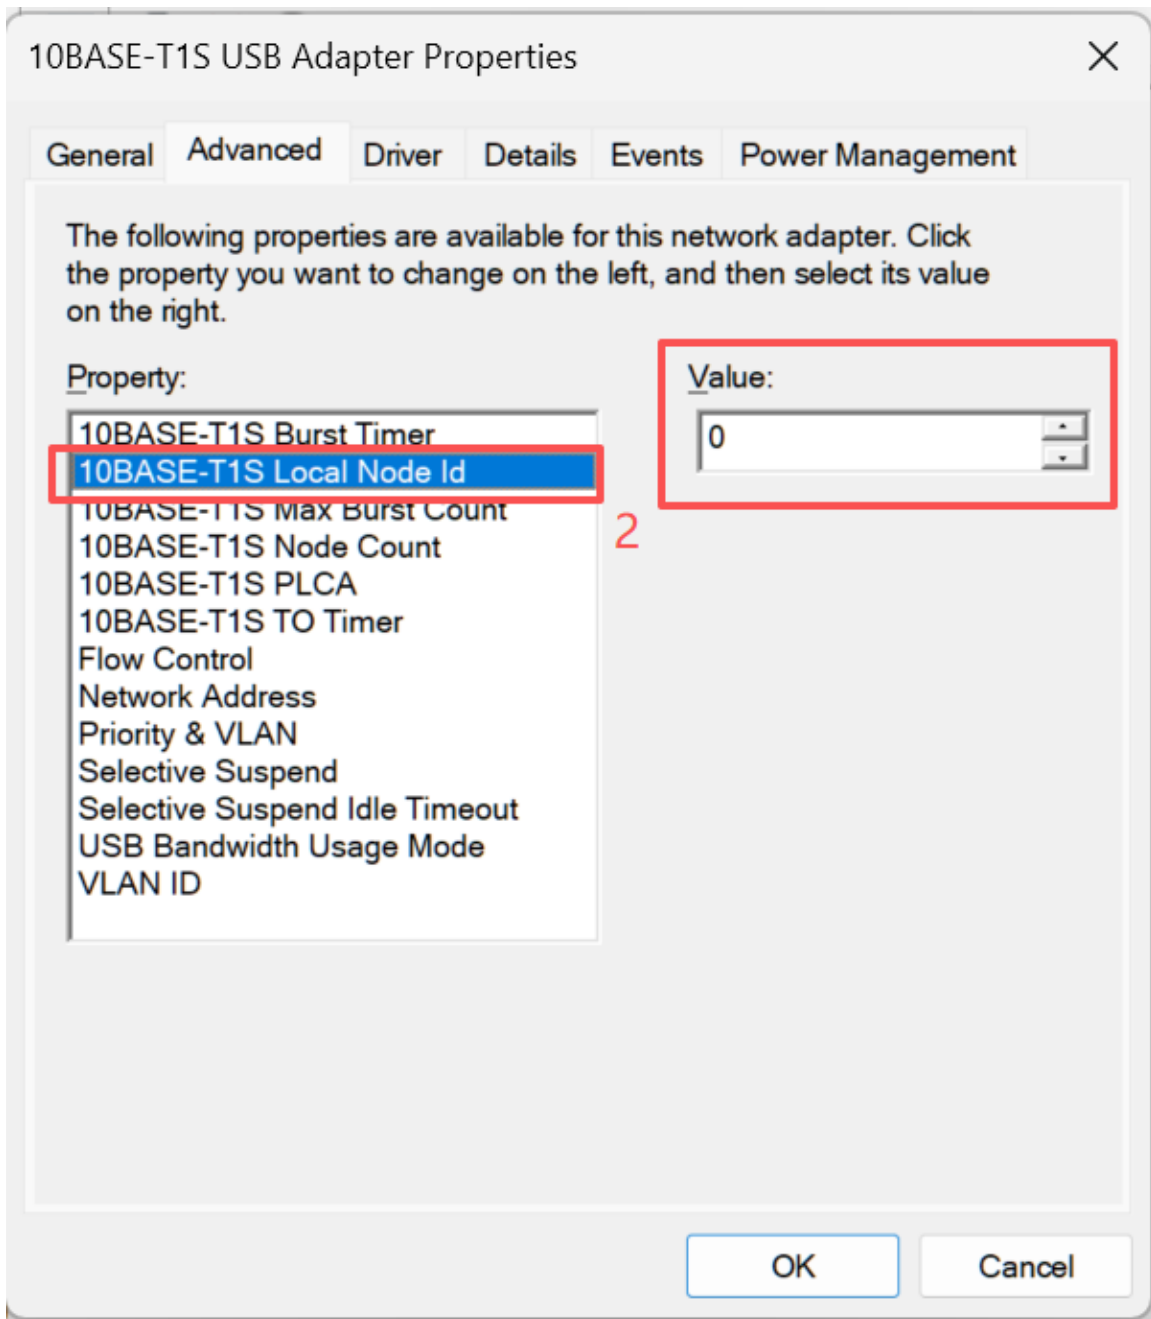 10BASE-T1S USB Adapter Properties
General Advanced Driver Details Events Power Management
The following properties are available for this network adapter. Click
the property you want to change on the left, and then select its value
on the right.
Property:
Value:
10BASE-T1S Burst Timer
10BASE-T1S Local Node Id
10BASE-T1S Max Burst Count
10BASE-T1S Node Count
10BASE-T1S PLCA
10BASE-T1S TO Timer
Flow Control
Network Address
Priority & VLAN
Selective Suspend
Selective Suspend Idle Timeout
USB Bandwidth Usage Mode
VLAN ID
0
2
OK
Cancel